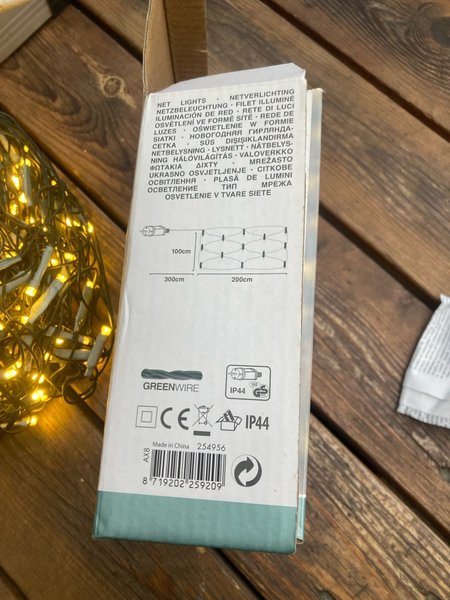 NET LIGHTS · NETVERLICHTING
NETZBELEUCHTUNG · FILET ILLUMINÉ
ILUMINACIÓN DE RED · RETE DI LUCI
OSVĚTLENÍ VE FORMĚ SÍTĚ · REDE DE
LUZES · OŚWIETLENIE W FORMIE
SIATKI · НОВОГОДНЯЯ ГИРЛЯНДА-
СЕТКА · SÜS DIŞIŞIKLANDIRMA
NETBELYSNING · LYSNETT · NÄTBELYS-
NING HÁLÓVILÁGÍTÁS · VALOVERKKO
ΦΩΤΑΚΙΑ ΔΙΧΤΥ · MREŽASTO
UKRASNO OSVJETLJENJE · СІТКОВЕ
ОСВІТЛЕННЯ · PLASĂ DE LUMINI
ОСВЕТЛЕНИЕ ТИП МРЕЖА
OSVETLENIE V TVARE SIETE
100cm
300cm 200cm
GREENWIRE
IP44
CE IP44
Made in China 254956
AX8
8 719202 259209